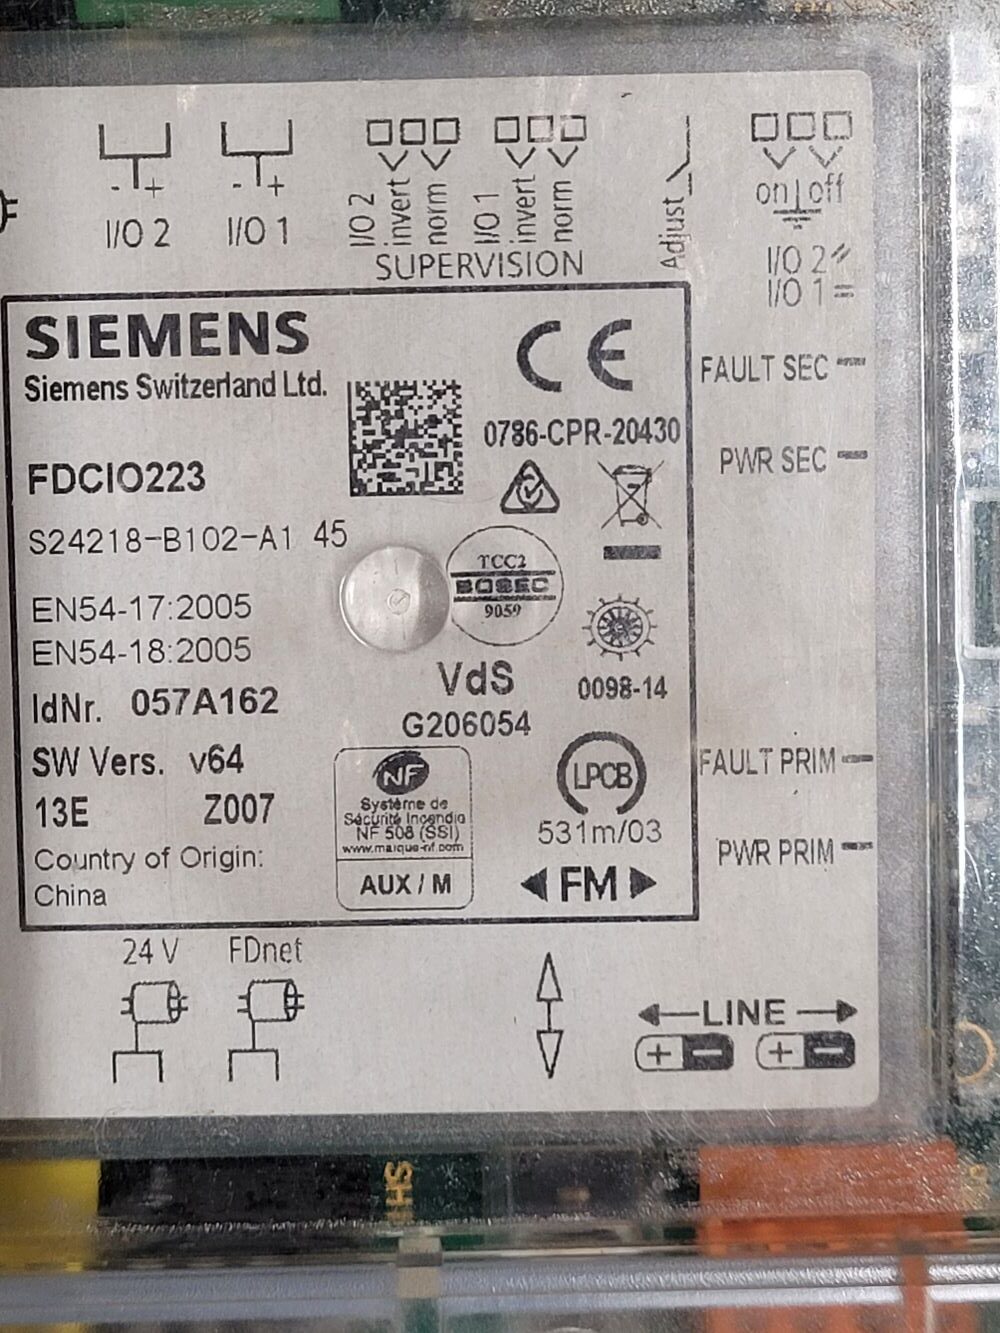 - + - +
I/O 2 I/O 1
I/O 2 invert norm I/O 1 invert norm
SUPERVISION
Adjust
on off
I/O 2
I/O 1
SIEMENS
Siemens Switzerland Ltd.
CE
0786-CPR-20430
FDCIO223
S24218-B102-A1 45
EN54-17:2005
EN54-18:2005
IdNr. 057A162
SW Vers. v64
13E Z007
Country of Origin:
China
TCC2
BOSEC
9059
VdS
G206054
0098-14
NF
Système de
Sécurité Incendie
NF 508 (SSI)
www.marque-nf.com
AUX / M
LPCB
531m/03
FM
FAULT SEC
PWR SEC
FAULT PRIM
PWR PRIM
24 V FDnet
LINE
+ - + -
SHS